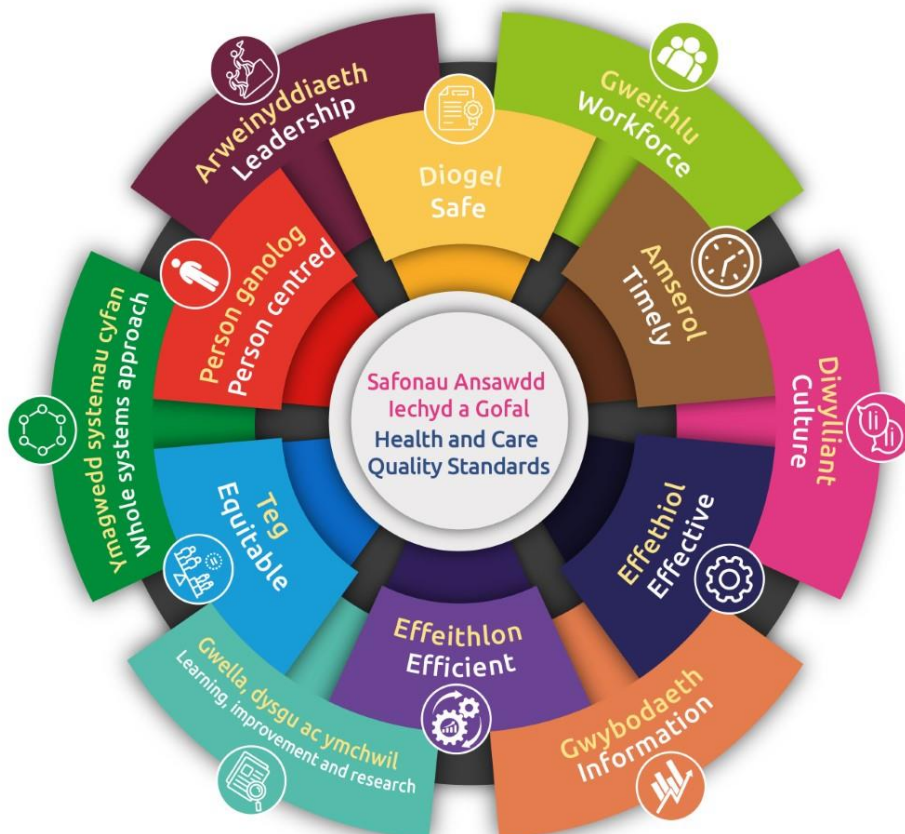 Arweinyddiaeth
Leadership
Gweithlu
Workforce
Diogel
Safe
Amserol
Timely
Person ganolog
Person centred
Diwylliant
Culture
Ymagwedd systemau cyfan
Whole systems approach
Safonau Ansawdd
Iechyd a Gofal
Health and Care
Quality Standards
Teg
Equitable
Effethiol
Effective
Effeithlon
Efficient
Gwella, dysgu ac ymchwil
Learning, improvement and research
Gwybodaeth
Information